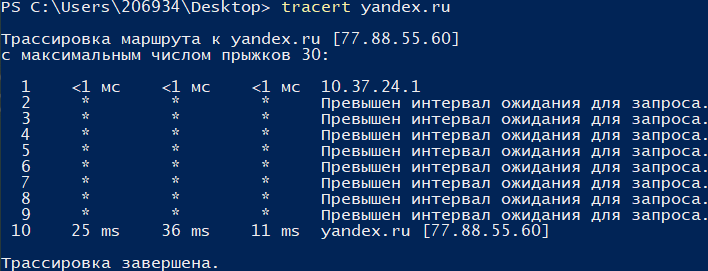 PS C:\Users\206934\Desktop> tracert yandex.ru
Трассировка маршрута к yandex.ru [77.88.55.60]
с максимальным числом прыжков 30:
1 <1 мс <1 мс <1 мс 10.37.24.1
2 * * * Превышен интервал ожидания для запроса.
3 * * * Превышен интервал ожидания для запроса.
4 * * * Превышен интервал ожидания для запроса.
5 * * * Превышен интервал ожидания для запроса.
6 * * * Превышен интервал ожидания для запроса.
7 * * * Превышен интервал ожидания для запроса.
8 * * * Превышен интервал ожидания для запроса.
9 * * * Превышен интервал ожидания для запроса.
10 25 ms 36 ms 11 ms yandex.ru [77.88.55.60]
Трассировка завершена.